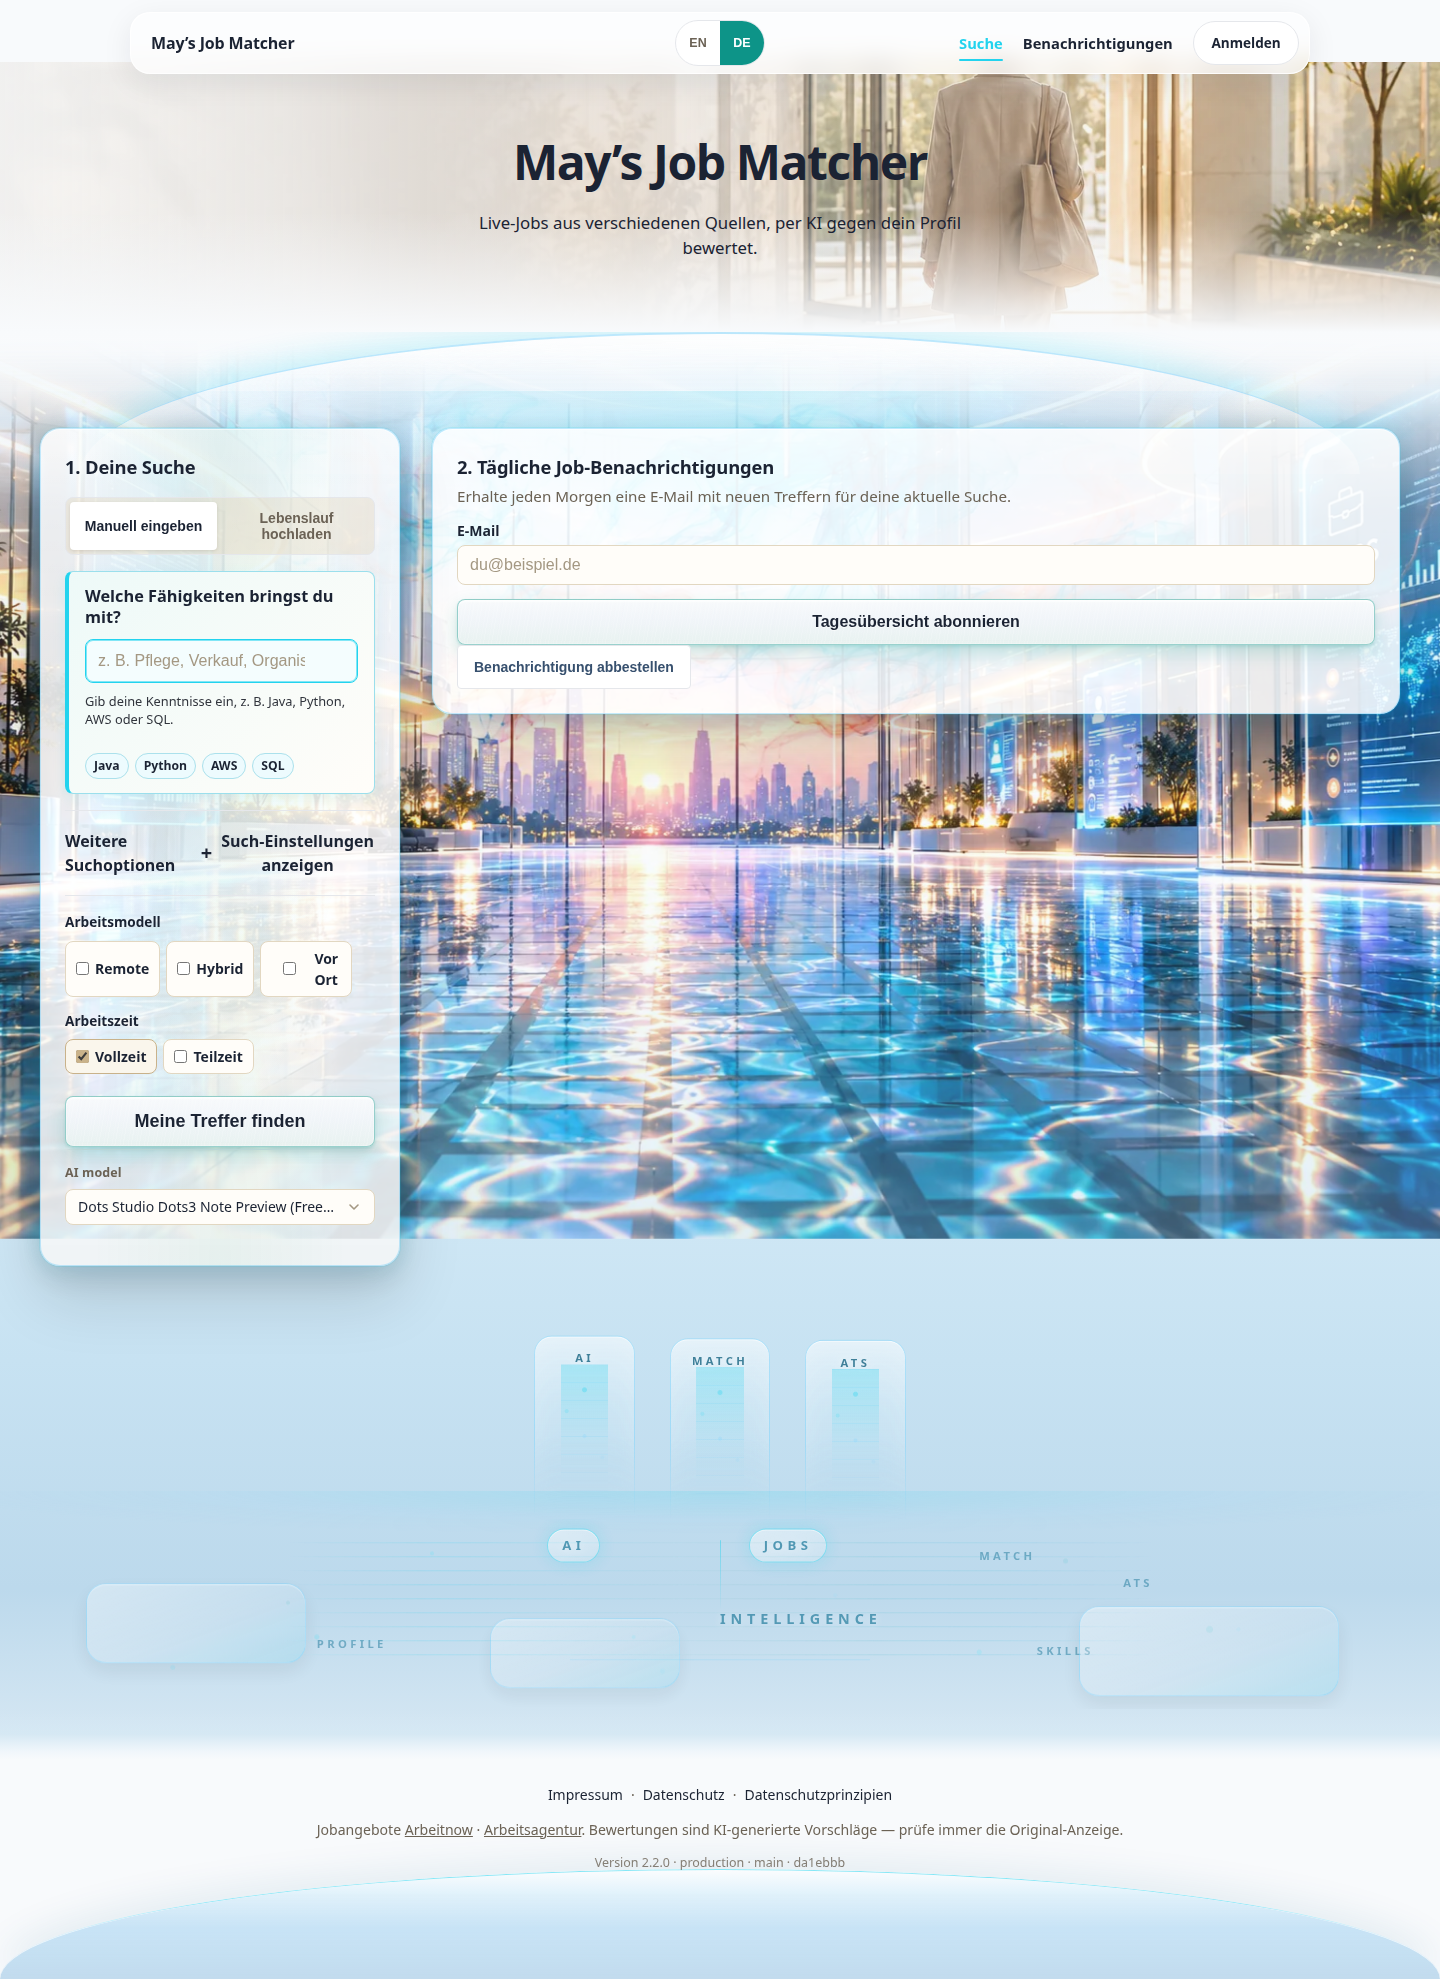 May’s Job Matcher
EN DE
Suche Benachrichtigungen Anmelden
May’s Job Matcher
Live-Jobs aus verschiedenen Quellen, per KI gegen dein Profil
bewertet.
1. Deine Suche
Manuell eingeben
Lebenslauf
hochladen
Welche Fähigkeiten bringst du
mit?
z. B. Pflege, Verkauf, Organis
Gib deine Kenntnisse ein, z. B. Java, Python,
AWS oder SQL.
Java Python AWS SQL
Weitere
Suchoptionen
+
Such-Einstellungen
anzeigen
Arbeitsmodell
Remote Hybrid Vor
Ort
Arbeitszeit
Vollzeit Teilzeit
Meine Treffer finden
AI model
Dots Studio Dots3 Note Preview (Free...
2. Tägliche Job-Benachrichtigungen
Erhalte jeden Morgen eine E-Mail mit neuen Treffern für deine aktuelle Suche.
E-Mail
du@beispiel.de
Tagesübersicht abonnieren
Benachrichtigung abbestellen
AI MATCH ATS
AI JOBS
MATCH
ATS
INTELLIGENCE
PROFILE
SKILLS
Impressum · Datenschutz · Datenschutzprinzipien
Jobangebote Arbeitnow · Arbeitsagentur. Bewertungen sind KI-generierte Vorschläge — prüfe immer die Original-Anzeige.
Version 2.2.0 · production · main · da1ebbb